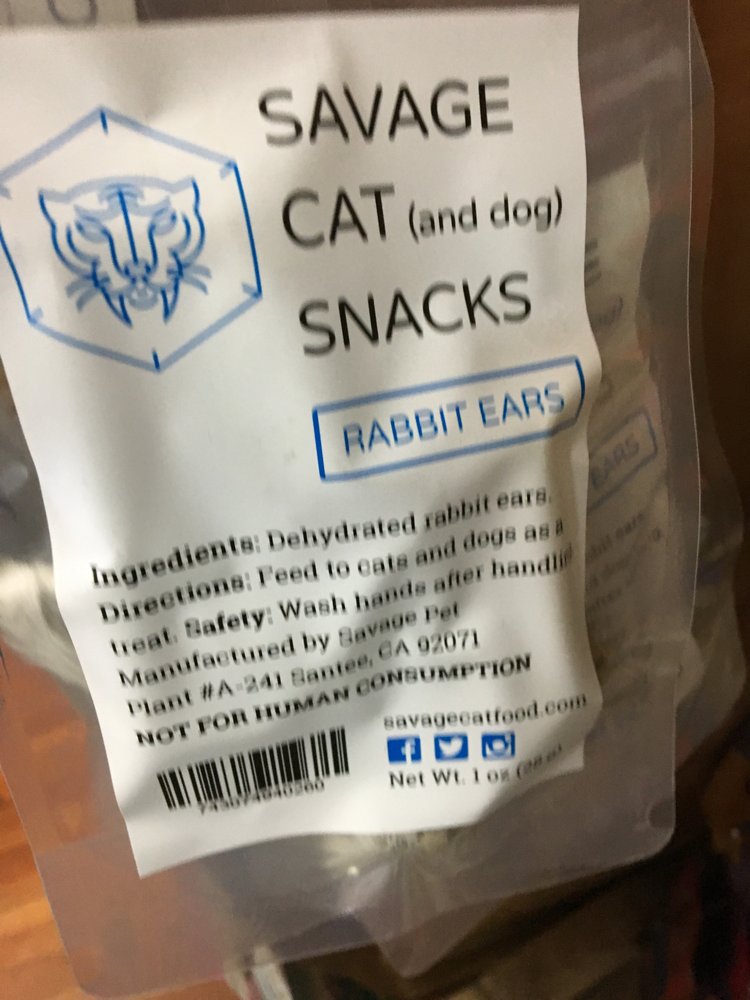 SAVAGE
CAT (and dog)
SNACKS
RABBIT EARS
Ingredients: Dehydrated rabbit ears.
Directions: Feed to cats and dogs as a
treat. Safety: Wash hands after handlin
Manufactured by Savage Pet
Plant #A-241 Santee, CA 92071
NOT FOR HUMAN CONSUMPTION
savagecatfood.com
Net Wt. 1 oz
EARS